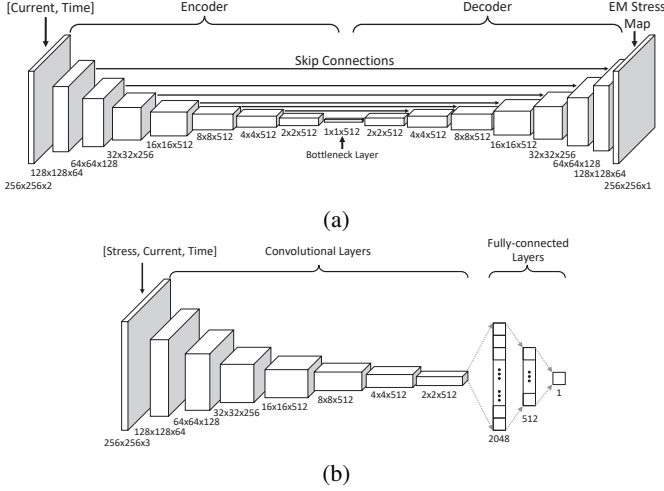 [Current, Time]
Encoder
Decoder
EM Stress
Map
Skip Connections
256x256x2
128x128x64
64x64x128
32x32x256
16x16x512
8x8x512
4x4x512
2x2x512
1x1x512
2x2x512
4x4x512
8x8x512
16x16x512
32x32x256
64x64x128
128x128x64
256x256x1
Bottleneck Layer
(a)
[Stress, Current, Time]
Convolutional Layers
Fully-connected
Layers
256x256x3
128x128x64
64x64x128
32x32x256
16x16x512
8x8x512
4x4x512
2x2x512
2048
512
1
(b)